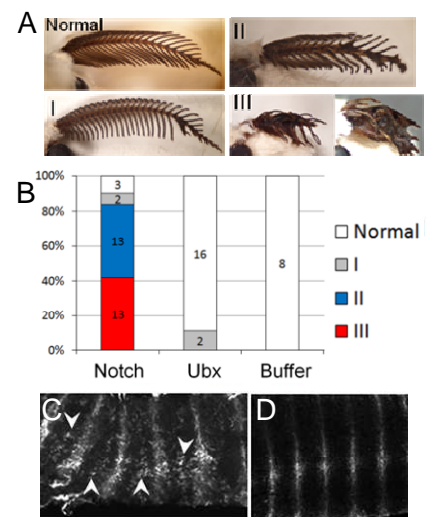 A
Normal
II
I
III
B
100%
80%
60%
40%
20%
0%
3
2
13
13
16
2
8
Notch
Ubx
Buffer
Normal
I
II
III
C
D